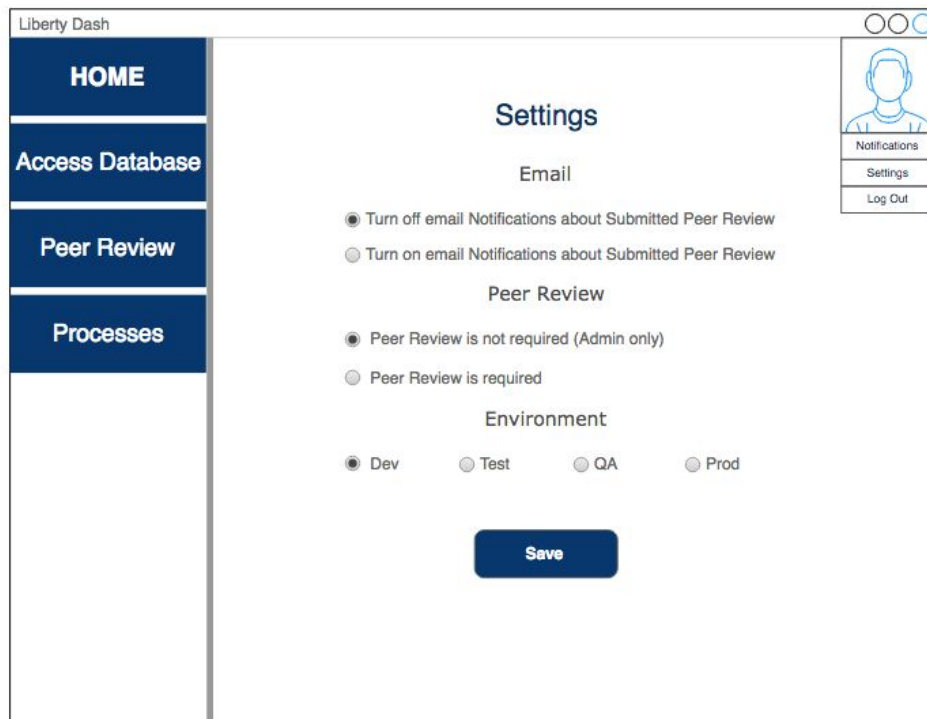 Liberty Dash
HOME
Access Database
Peer Review
Processes
Notifications
Settings
Log Out
Settings
Email
Turn off email Notifications about Submitted Peer Review
Turn on email Notifications about Submitted Peer Review
Peer Review
Peer Review is not required (Admin only)
Peer Review is required
Environment
Dev Test QA Prod
Save